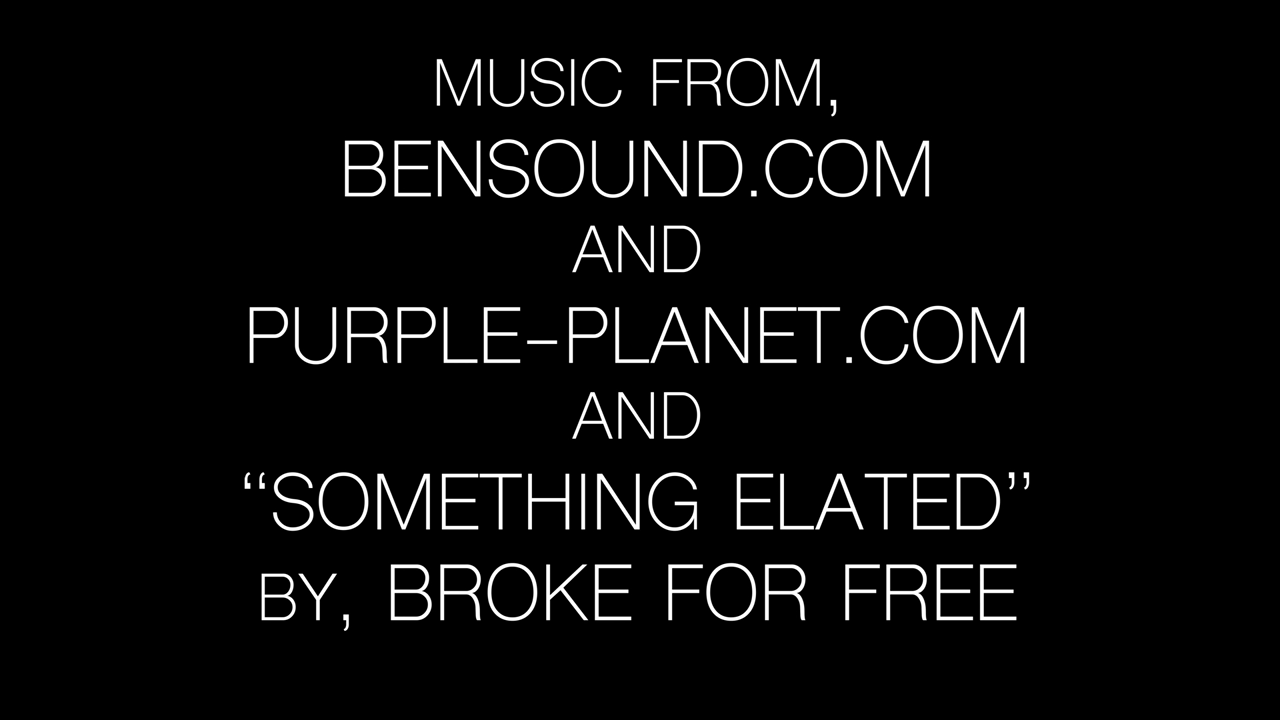 MUSIC FROM,
BENSOUND.COM
AND
PURPLE-PLANET.COM
AND
“SOMETHING ELATED”
BY, BROKE FOR FREE